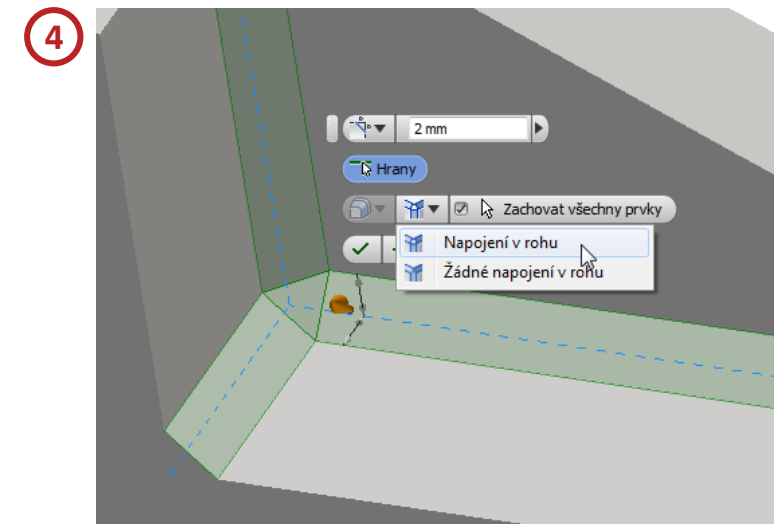 4
2 mm
Hrany
Zachovat všechny prvky
Napojení v rohu
Žádné napojení v rohu